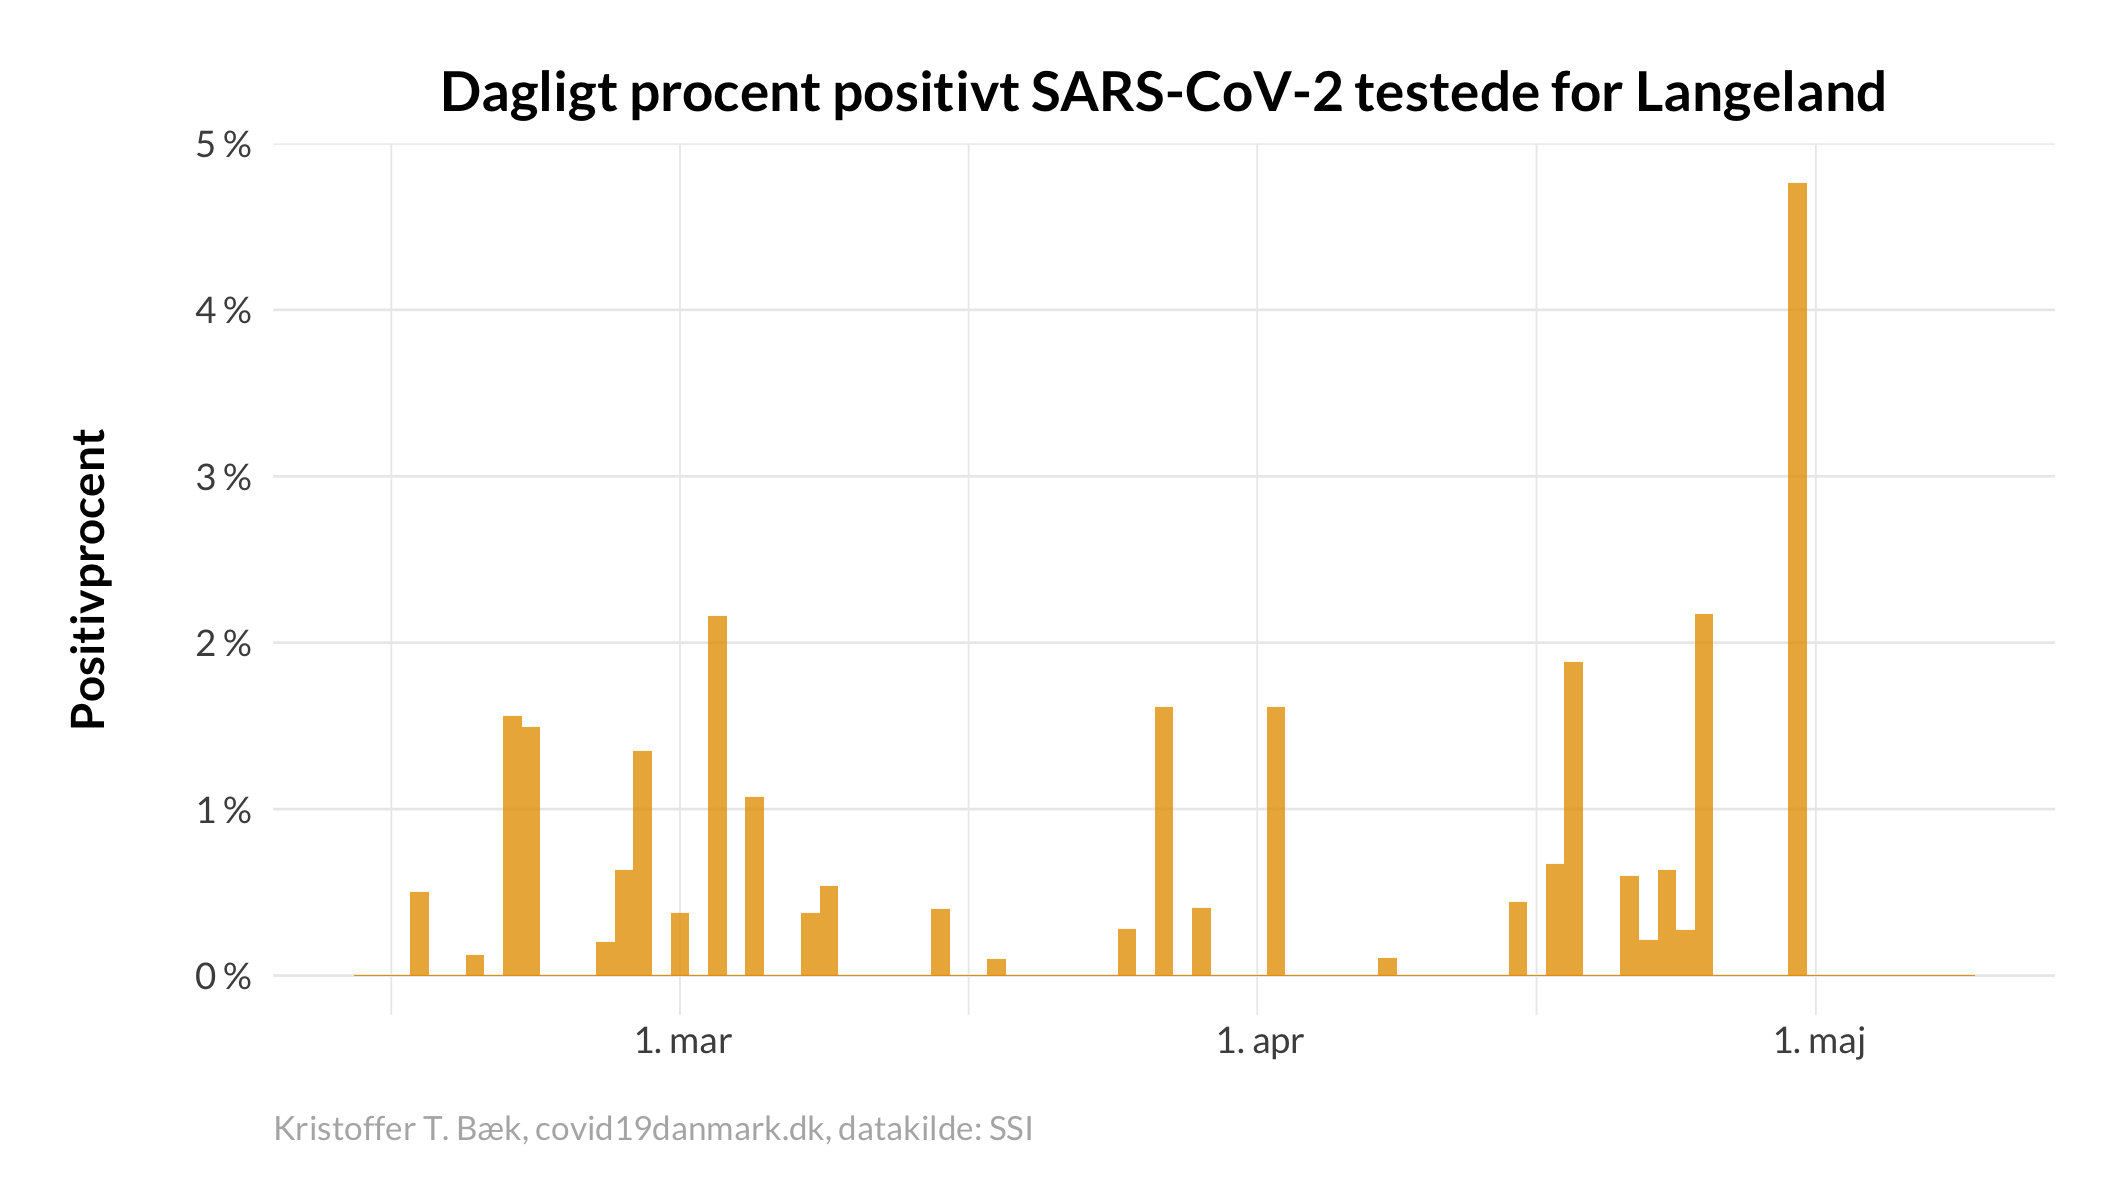 Dagligt procent positivt SARS-CoV-2 testede for Langeland
5 %
4 %
3 %
2 %
1 %
0 %
Positivprocent
1. mar
1. apr
1. maj
Kristoffer T. Bæk, covid19danmark.dk, datakilde: SSI